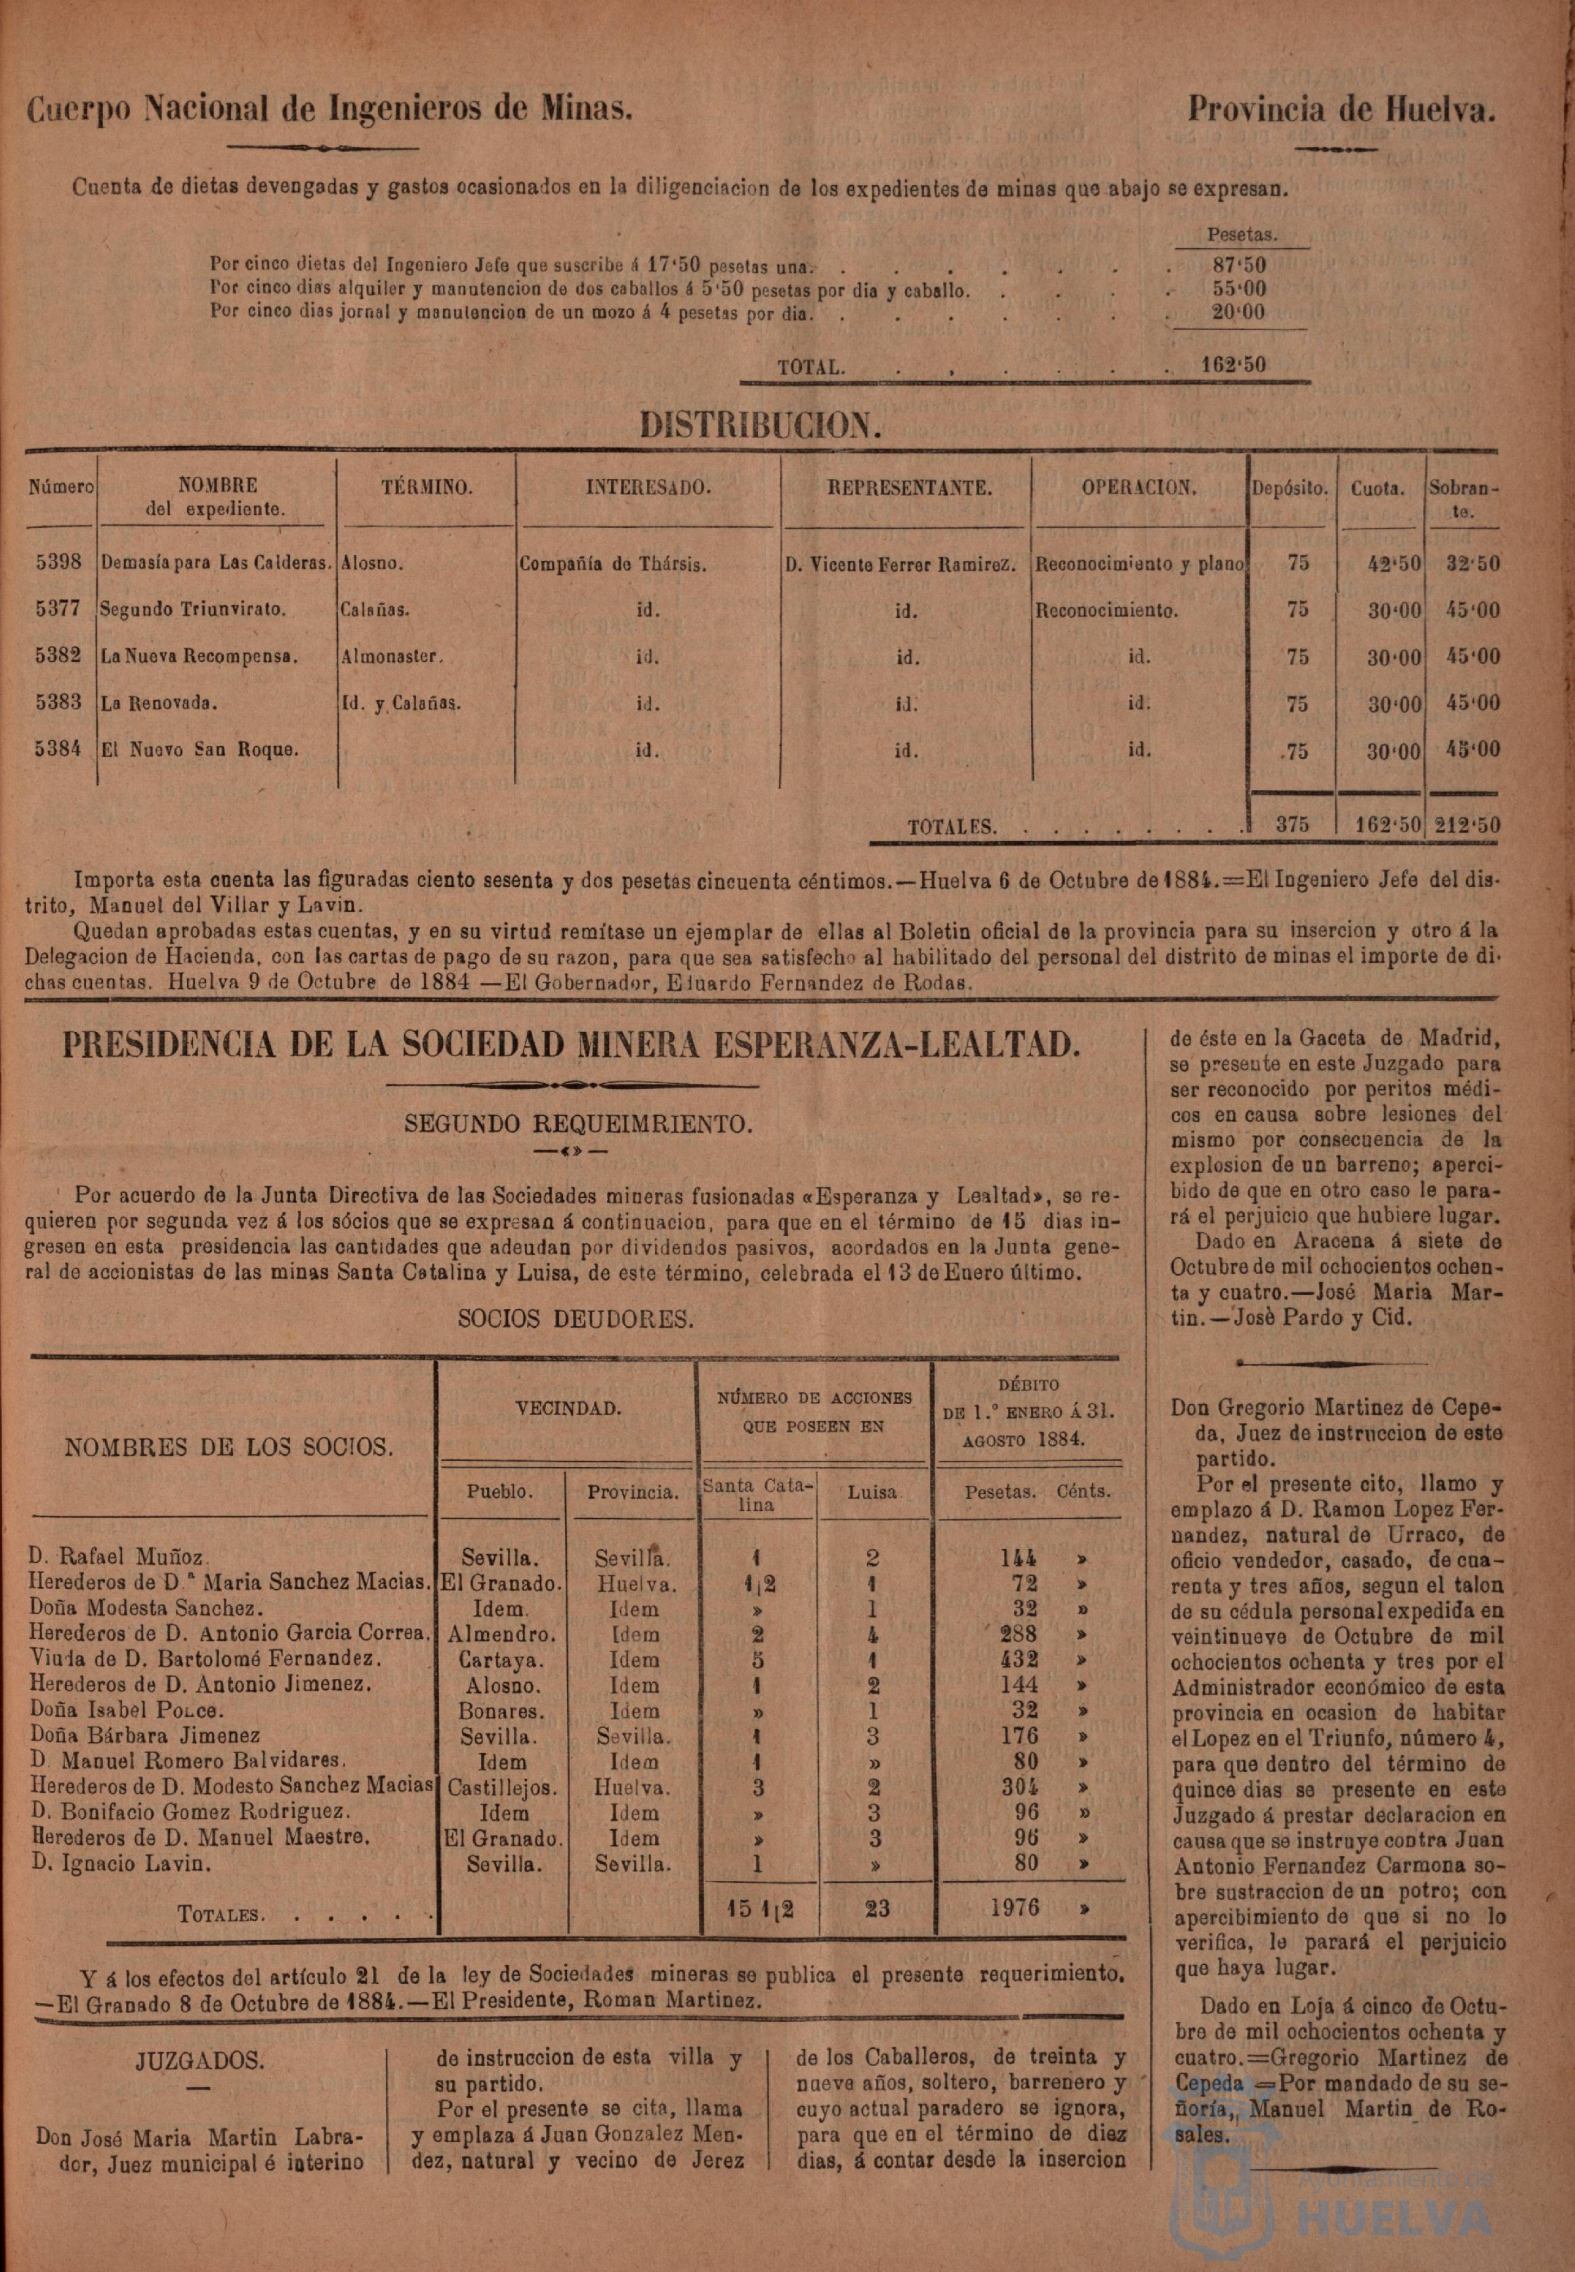 Cuerpo Nacional de Ingenieros de Minas.
Provincia de Huelva.
Cuenta de dietas devengadas y gastos ocasionados en la diligenciacion de los expedientes de minas que abajo se expresan.
Pesetas.
Por cinco dietas del Ingeniero Jefe que suscribe á 17'50 pesetas una. . . . . . . . 87'50
Por cinco dias alquiler y manutencion de dos caballos á 5'50 pesetas por dia y caballo. . . . . 55'00
Por cinco dias jornal y manutencion de un mozo á 4 pesetas por dia. . . . . . . . 20'00
TOTAL. . . . . . . 162'50
DISTRIBUCION.
Número NOMBRE del expediente. TÉRMINO. INTERESADO. REPRESENTANTE. OPERACION. Depósito. Cuota. Sobran-
te.
5398 Demasía para Las Calderas. Alosno. Compañía de Thársis. D. Vicente Ferrer Ramirez. Reconocimiento y plano 75 42'50 32'50
5377 Segundo Triunvirato. Calañas. id. id. Reconocimiento. 75 30'00 45'00
5382 La Nueva Recompensa. Almonaster. id. id. id. 75 30'00 45'00
5383 La Renovada. Id. y Calañas. id. id. id. 75 30'00 45'00
5384 El Nuevo San Roque. id. id. id. 75 30'00 45'00
TOTALES. . . . . . . . . . 375 162'50 212'50
Importa esta cuenta las figuradas ciento sesenta y dos pesetas cincuenta céntimos.—Huelva 6 de Octubre de 1884.=El Ingeniero Jefe del dis-
trito, Manuel del Villar y Lavin.
Quedan aprobadas estas cuentas, y en su virtud remítase un ejemplar de ellas al Boletin oficial de la provincia para su insercion y otro á la
Delegacion de Hacienda, con las cartas de pago de su razon, para que sea satisfecho al habilitado del personal del distrito de minas el importe de di-
chas cuentas. Huelva 9 de Octubre de 1884 —El Gobernador, Eduardo Fernandez de Rodas.
PRESIDENCIA DE LA SOCIEDAD MINERA ESPERANZA-LEALTAD.
SEGUNDO REQUEIMRIENTO.
—«»—
Por acuerdo de la Junta Directiva de las Sociedades mineras fusionadas «Esperanza y Lealtad», se re-
quieren por segunda vez á los sócios que se expresan á continuacion, para que en el término de 15 dias in-
gresen en esta presidencia las cantidades que adeudan por dividendos pasivos, acordados en la Junta gene-
ral de accionistas de las minas Santa Catalina y Luisa, de este término, celebrada el 13 de Enero último.
SOCIOS DEUDORES.
NOMBRES DE LOS SOCIOS.
VECINDAD.
NÚMERO DE ACCIONES
QUE POSEEN EN
DÉBITO
DE 1.° ENERO Á 31.
AGOSTO 1884.
Pueblo. Provincia. Santa Cata-
lina Luisa Pesetas. Cénts.
D. Rafael Muñoz. Sevilla. Sevilla. 1 2 144 »
Herederos de D.ª Maria Sanchez Macias. El Granado. Huelva. 1|2 1 72 »
Doña Modesta Sanchez. Idem. Idem » 1 32 »
Herederos de D. Antonio Garcia Correa. Almendro. Idem 2 4 288 »
Viuda de D. Bartolomé Fernandez. Cartaya. Idem 5 1 432 »
Herederos de D. Antonio Jimenez. Alosno. Idem 1 2 144 »
Doña Isabel Ponce. Bonares. Idem » 1 32 »
Doña Bárbara Jimenez Sevilla. Sevilla. 1 3 176 »
D. Manuel Romero Balvidares. Idem Idem 1 » 80 »
Herederos de D. Modesto Sanchez Macias Castillejos. Huelva. 3 2 304 »
D. Bonifacio Gomez Rodriguez. Idem Idem » 3 96 »
Herederos de D. Manuel Maestre. El Granado. Idem » 3 96 »
D. Ignacio Lavin. Sevilla. Sevilla. 1 » 80 »
TOTALES. . . . . . 15 1|2 23 1976 »
Y á los efectos del artículo 21 de la ley de Sociedades mineras se publica el presente requerimiento.
—El Granado 8 de Octubre de 1884.—El Presidente, Roman Martinez.
JUZGADOS.
Don José Maria Martin Labra-
dor, Juez municipal é interino
de instruccion de esta villa y
su partido.
Por el presente se cita, llama
y emplaza á Juan Gonzalez Men-
dez, natural y vecino de Jerez
de los Caballeros, de treinta y
nueve años, soltero, barrenero y
cuyo actual paradero se ignora,
para que en el término de diez
dias, á contar desde la insercion
de éste en la Gaceta de Madrid,
se presente en este Juzgado para
ser reconocido por peritos médi-
cos en causa sobre lesiones del
mismo por consecuencia de la
explosion de un barreno; aperci-
bido de que en otro caso le para-
rá el perjuicio que hubiere lugar.
Dado en Aracena á siete de
Octubre de mil ochocientos ochen-
ta y cuatro.—José Maria Mar-
tin.—Josè Pardo y Cid.
Don Gregorio Martinez de Cepe-
da, Juez de instruccion de este
partido.
Por el presente cito, llamo y
emplazo á D. Ramon Lopez Fer-
nandez, natural de Urraco, de
oficio vendedor, casado, de cua-
renta y tres años, segun el talon
de su cédula personal expedida en
veintinueve de Octubre de mil
ochocientos ochenta y tres por el
Administrador económico de esta
provincia en ocasion de habitar
el Lopez en el Triunfo, número 4,
para que dentro del término de
quince dias se presente en este
Juzgado á prestar declaracion en
causa que se instruye contra Juan
Antonio Fernandez Carmona so-
bre sustraccion de un potro; con
apercibimiento de que si no lo
verifica, le parará el perjuicio
que haya lugar.
Dado en Loja á cinco de Octu-
bre de mil ochocientos ochenta y
cuatro.=Gregorio Martinez de
Cepeda =Por mandado de su se-
ñoría,, Manuel Martin de Ro-
sales.
Ayuntamiento de
HUELVA